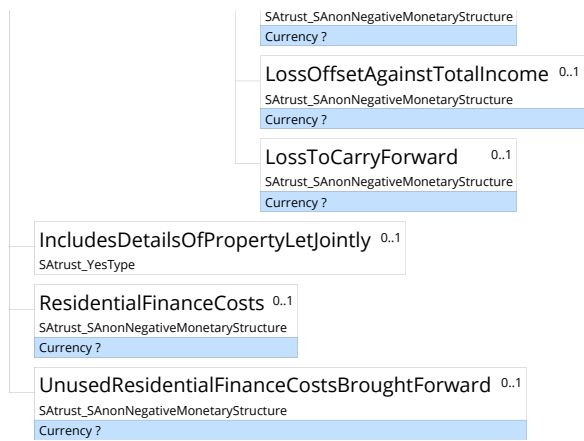 SAtrust_SAnonNegativeMonetaryStructure
Currency ?
LossOffsetAgainstTotalIncome 0..1
SAtrust_SAnonNegativeMonetaryStructure
Currency ?
LossToCarryForward 0..1
SAtrust_SAnonNegativeMonetaryStructure
Currency ?
IncludesDetailsOfPropertyLetJointly 0..1
SAtrust_YesType
ResidentialFinanceCosts 0..1
SAtrust_SAnonNegativeMonetaryStructure
Currency ?
UnusedResidentialFinanceCostsBroughtForward 0..1
SAtrust_SAnonNegativeMonetaryStructure
Currency ?